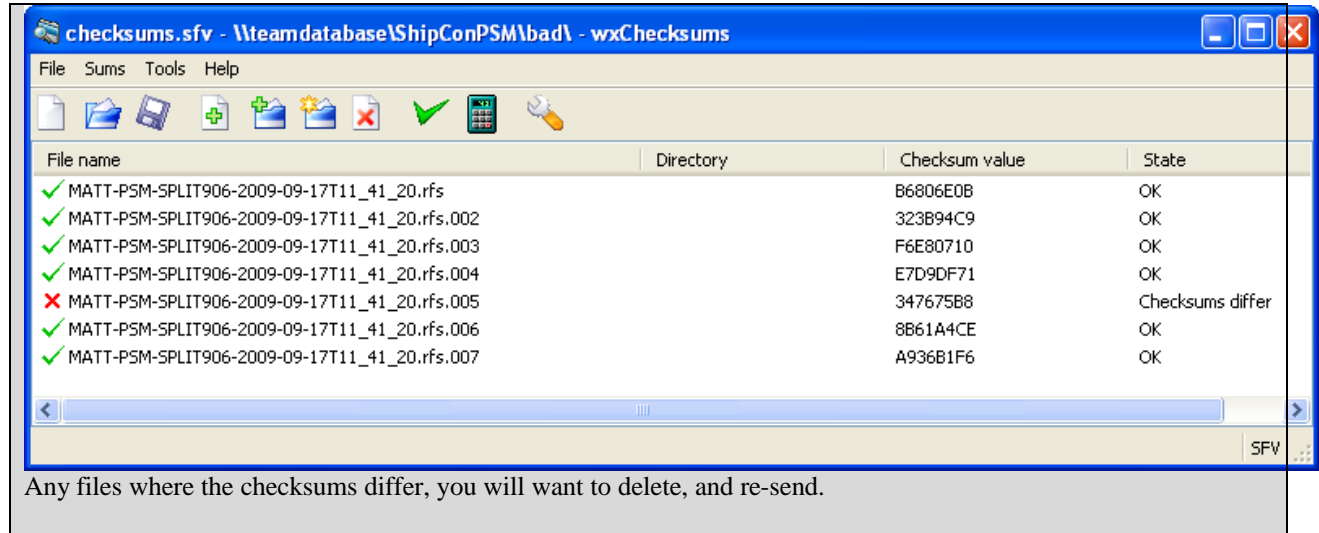 checksums.sfv - \\teamdatabase\ShipConPSM\bad\ - wxChecksums
File Sums Tools Help
File name Directory Checksum value State
MATT-PSM-SPLIT906-2009-09-17T11_41_20.rfs B6806E0B OK
MATT-PSM-SPLIT906-2009-09-17T11_41_20.rfs.002 323B94C9 OK
MATT-PSM-SPLIT906-2009-09-17T11_41_20.rfs.003 F6E80710 OK
MATT-PSM-SPLIT906-2009-09-17T11_41_20.rfs.004 E7D9DF71 OK
MATT-PSM-SPLIT906-2009-09-17T11_41_20.rfs.005 347675B8 Checksums differ
MATT-PSM-SPLIT906-2009-09-17T11_41_20.rfs.006 8B61A4CE OK
MATT-PSM-SPLIT906-2009-09-17T11_41_20.rfs.007 A936B1F6 OK
SFV
Any files where the checksums differ, you will want to delete, and re-send.